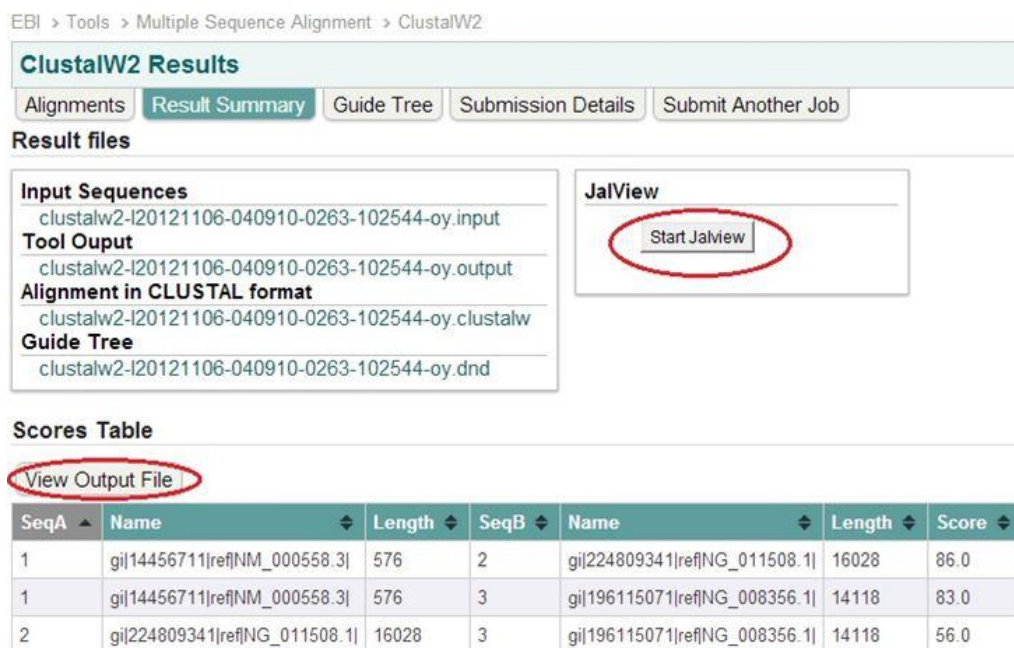 EBI > Tools > Multiple Sequence Alignment > ClustalW2
ClustalW2 Results
Alignments Result Summary Guide Tree Submission Details Submit Another Job
Result files
Input Sequences
clustalw2-I20121106-040910-0263-102544-oy.input
Tool Ouput
clustalw2-I20121106-040910-0263-102544-oy.output
Alignment in CLUSTAL format
clustalw2-I20121106-040910-0263-102544-oy.clustalw
Guide Tree
clustalw2-I20121106-040910-0263-102544-oy.dnd
JalView
Start Jalview
Scores Table
View Output File
SeqA Name Length SeqB Name Length Score
1 gi|14456711|ref|NM_000558.3| 576 2 gi|224809341|ref|NG_011508.1| 16028 86.0
1 gi|14456711|ref|NM_000558.3| 576 3 gi|196115071|ref|NG_008356.1| 14118 83.0
2 gi|224809341|ref|NG_011508.1| 16028 3 gi|196115071|ref|NG_008356.1| 14118 56.0